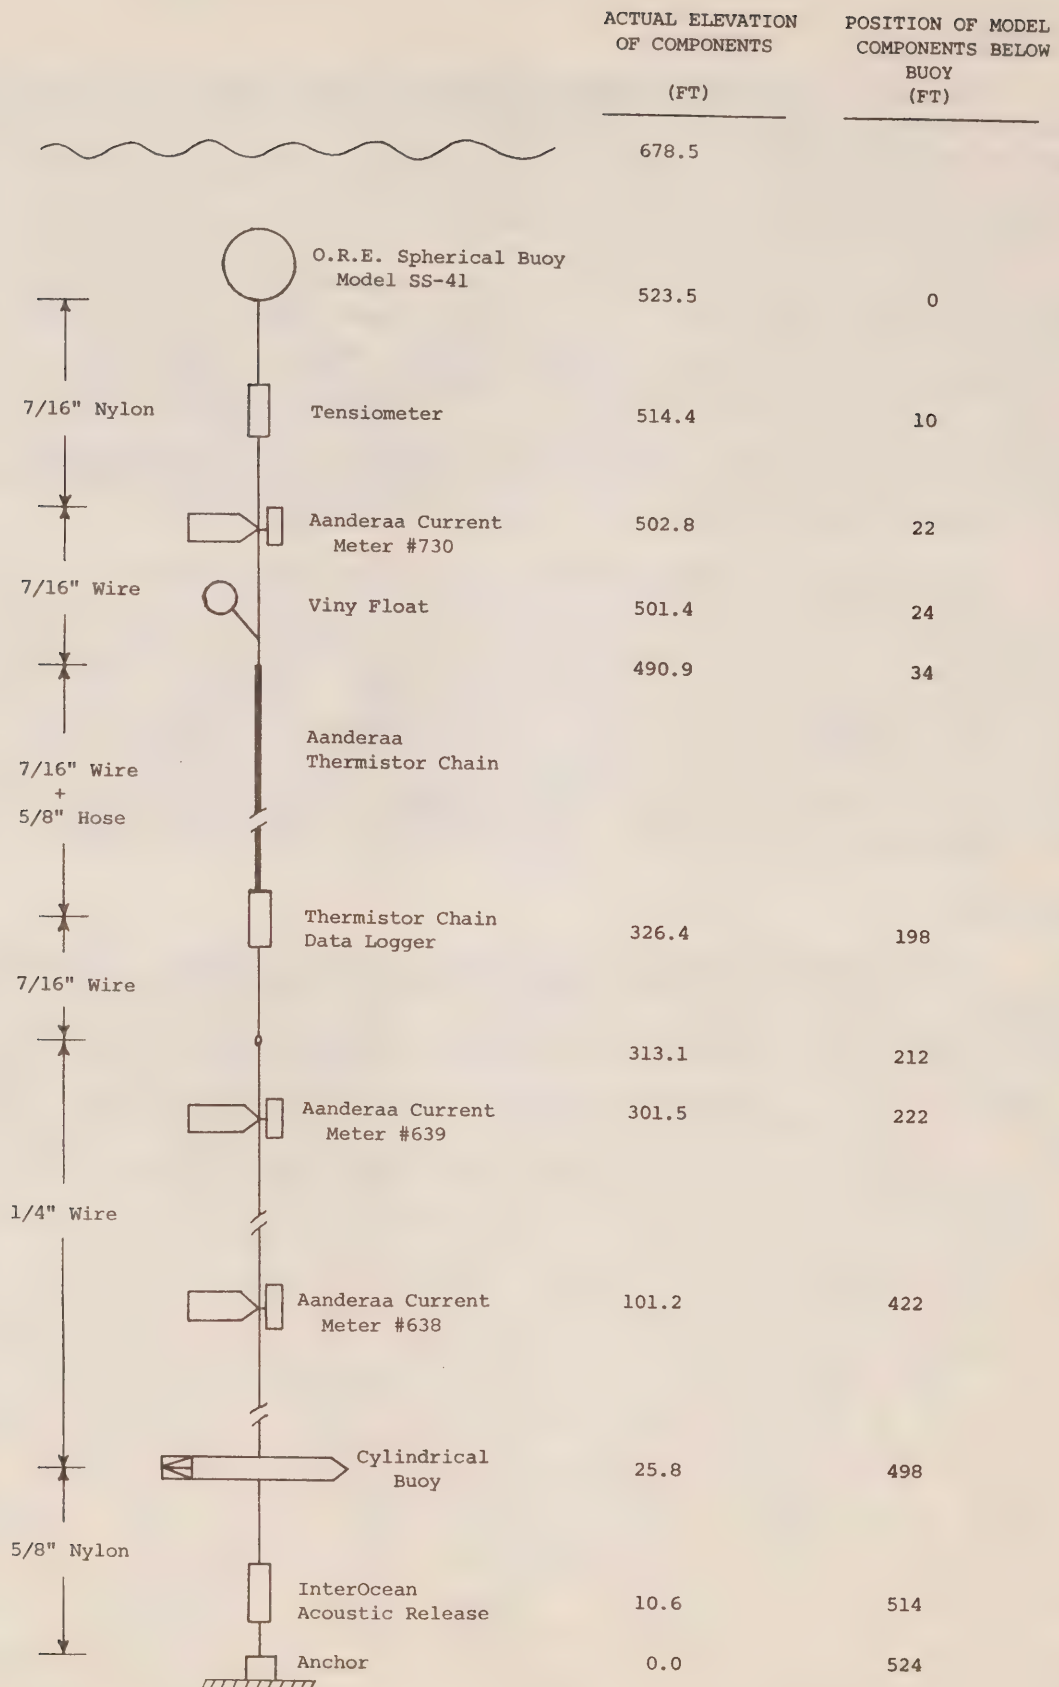 ACTUAL ELEVATION
OF COMPONENTS
(FT)
POSITION OF MODEL
COMPONENTS BELOW
BUOY
(FT)
678.5
O.R.E. Spherical Buoy
Model SS-41
523.5
0
7/16" Nylon
Tensiometer
514.4
10
Aanderaa Current
Meter #730
502.8
22
7/16" Wire
Viny Float
501.4
24
490.9
34
Aanderaa
Thermistor Chain
7/16" Wire
+
5/8" Hose
Thermistor Chain
Data Logger
326.4
198
7/16" Wire
313.1
212
Aanderaa Current
Meter #639
301.5
222
1/4" Wire
Aanderaa Current
Meter #638
101.2
422
Cylindrical
Buoy
25.8
498
5/8" Nylon
InterOcean
Acoustic Release
10.6
514
Anchor
0.0
524